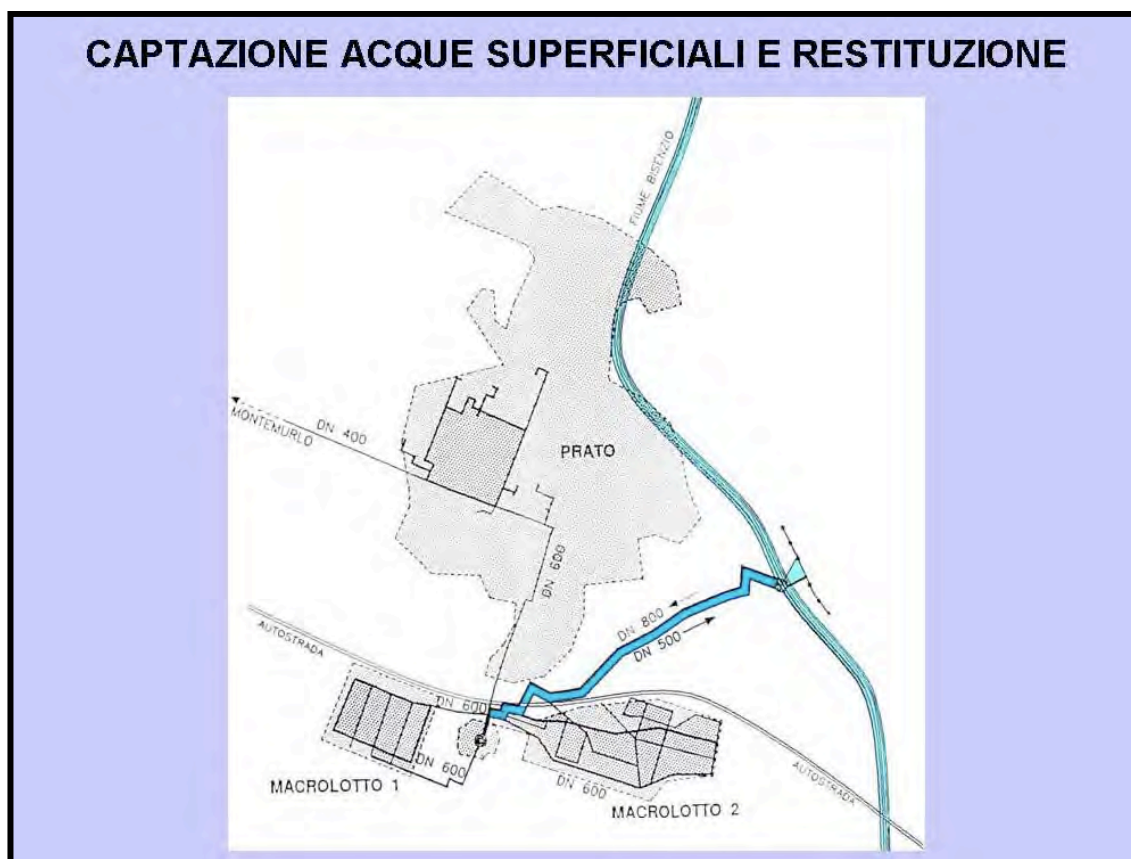 CAPTAZIONE ACQUE SUPERFICIALI E RESTITUZIONE
FIUME BISENZIO
DN 400
MONTEMURLO
PRATO
DN 600
DN 800
DN 500
AUTOSTRADA
DN 600
DN 600
MACROLOTTO 1
DN 600
MACROLOTTO 2
AUTOSTRADA